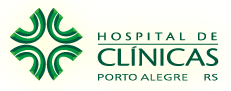 HOSPITAL DE
CLÍNICAS
PORTO ALEGRE RS